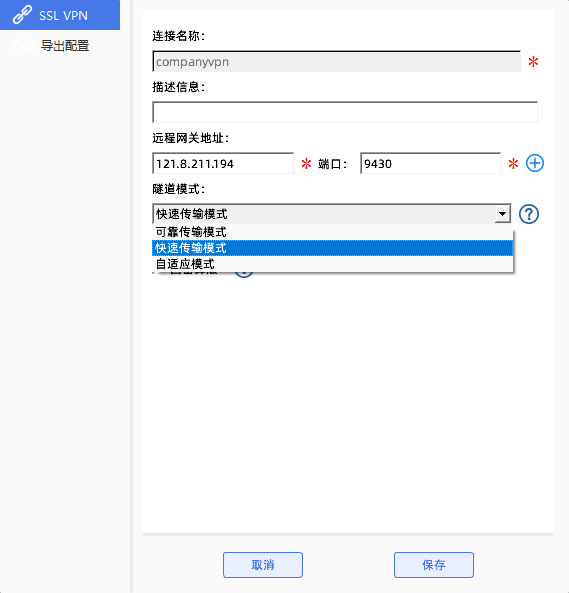 SSL VPN
导出配置
连接名称：
companyvpn
描述信息：
远程网关地址：
121.8.211.194 * 端口： 9430 *
隧道模式：
快速传输模式
可靠传输模式
快速传输模式
自适应模式
取消 保存